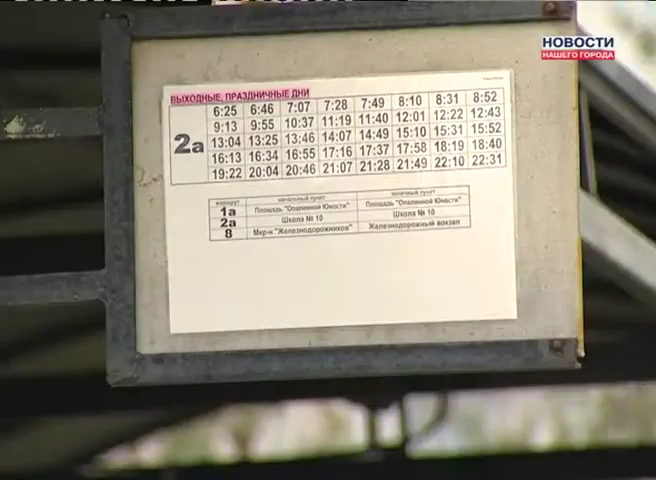 НОВОСТИ
НАШЕГО ГОРОДА
ВЫХОДНЫЕ, ПРАЗДНИЧНЫЕ ДНИ
2а
6:25 6:46 7:07 7:28 7:49 8:10 8:31 8:52
9:13 9:55 10:37 11:19 11:40 12:01 12:22 12:43
13:04 13:25 13:46 14:07 14:49 15:10 15:31 15:52
16:13 16:34 16:55 17:16 17:37 17:58 18:19 18:40
19:22 20:04 20:46 21:07 21:28 21:49 22:10 22:31
маршрут начальный пункт конечный пункт
1а Площадь "Опаленной Юности" Площадь "Опаленной Юности"
2а Школа № 10 Школа № 10
8 Мкр-н "Железнодорожников" Железнодорожный вокзал